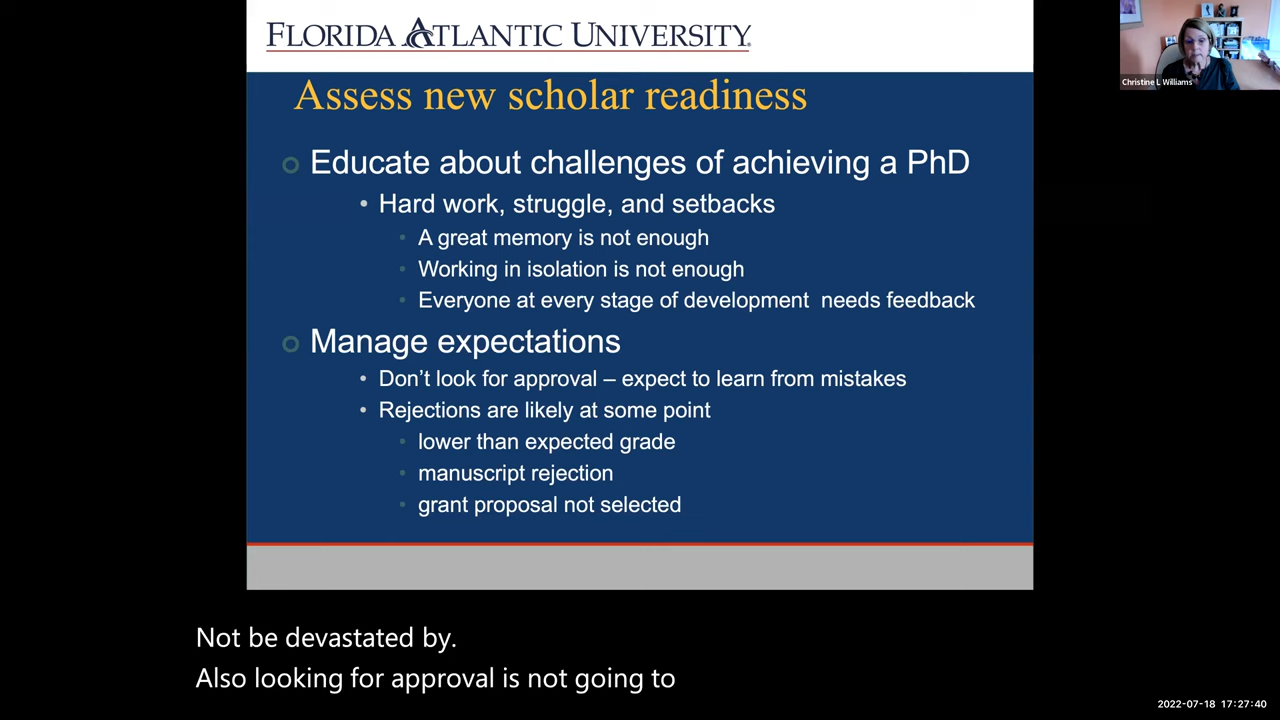 FLORIDA ATLANTIC UNIVERSITY
Christine L Williams
Assess new scholar readiness
Educate about challenges of achieving a PhD
• Hard work, struggle, and setbacks
• A great memory is not enough
• Working in isolation is not enough
• Everyone at every stage of development needs feedback
Manage expectations
• Don’t look for approval – expect to learn from mistakes
• Rejections are likely at some point
• lower than expected grade
• manuscript rejection
• grant proposal not selected
Not be devastated by.
Also looking for approval is not going to
2022-07-18 17:27:40